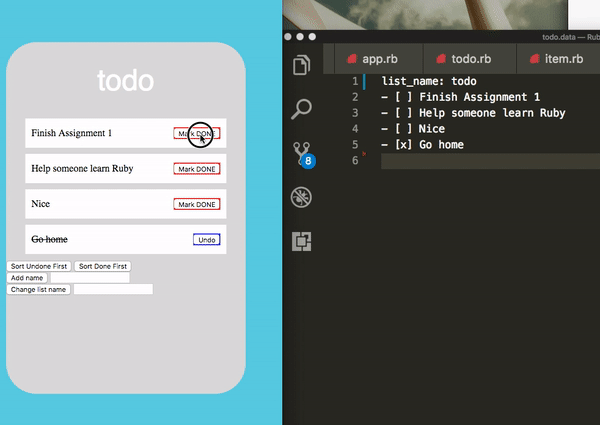 todo
Finish Assignment 1
Mark DONE
Help someone learn Ruby
Mark DONE
Nice
Mark DONE
Go home
Undo
Sort Undone First
Sort Done First
Add name
Change list name
todo.data — Rub
app.rb
todo.rb
item.rb
8
1 list_name: todo
2 - [ ] Finish Assignment 1
3 - [ ] Help someone learn Ruby
4 - [ ] Nice
5 - [x] Go home
6